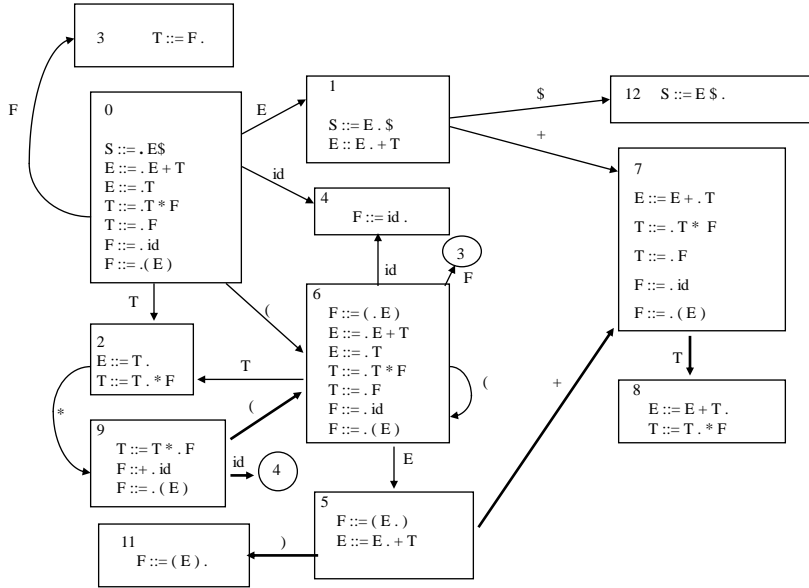 3 T ::= F .
F
0
S ::= . E$
E ::= . E + T
E ::= .T
T ::= .T * F
T ::= . F
F ::= . id
F ::= .( E )
E
id
1
S ::= E . $
E :: E . + T
$
+
12 S ::= E $ .
4
F ::= id .
7
E ::= E + . T
T ::= . T * F
T ::= . F
F ::= . id
F ::= . ( E )
id
3
F
T
(
6
F ::= ( . E )
E ::= . E + T
E ::= . T
T ::= . T * F
T ::= . F
F ::= . id
F ::= . ( E )
(
+
T
2
E ::= T .
T ::= T . * F
T
*
(
9
T ::= T * . F
F ::+ . id
F ::= . ( E )
id
4
E
8
E ::= E + T .
T ::= T . * F
5
F ::= ( E . )
E ::= E . + T
)
11
F ::= ( E ) .